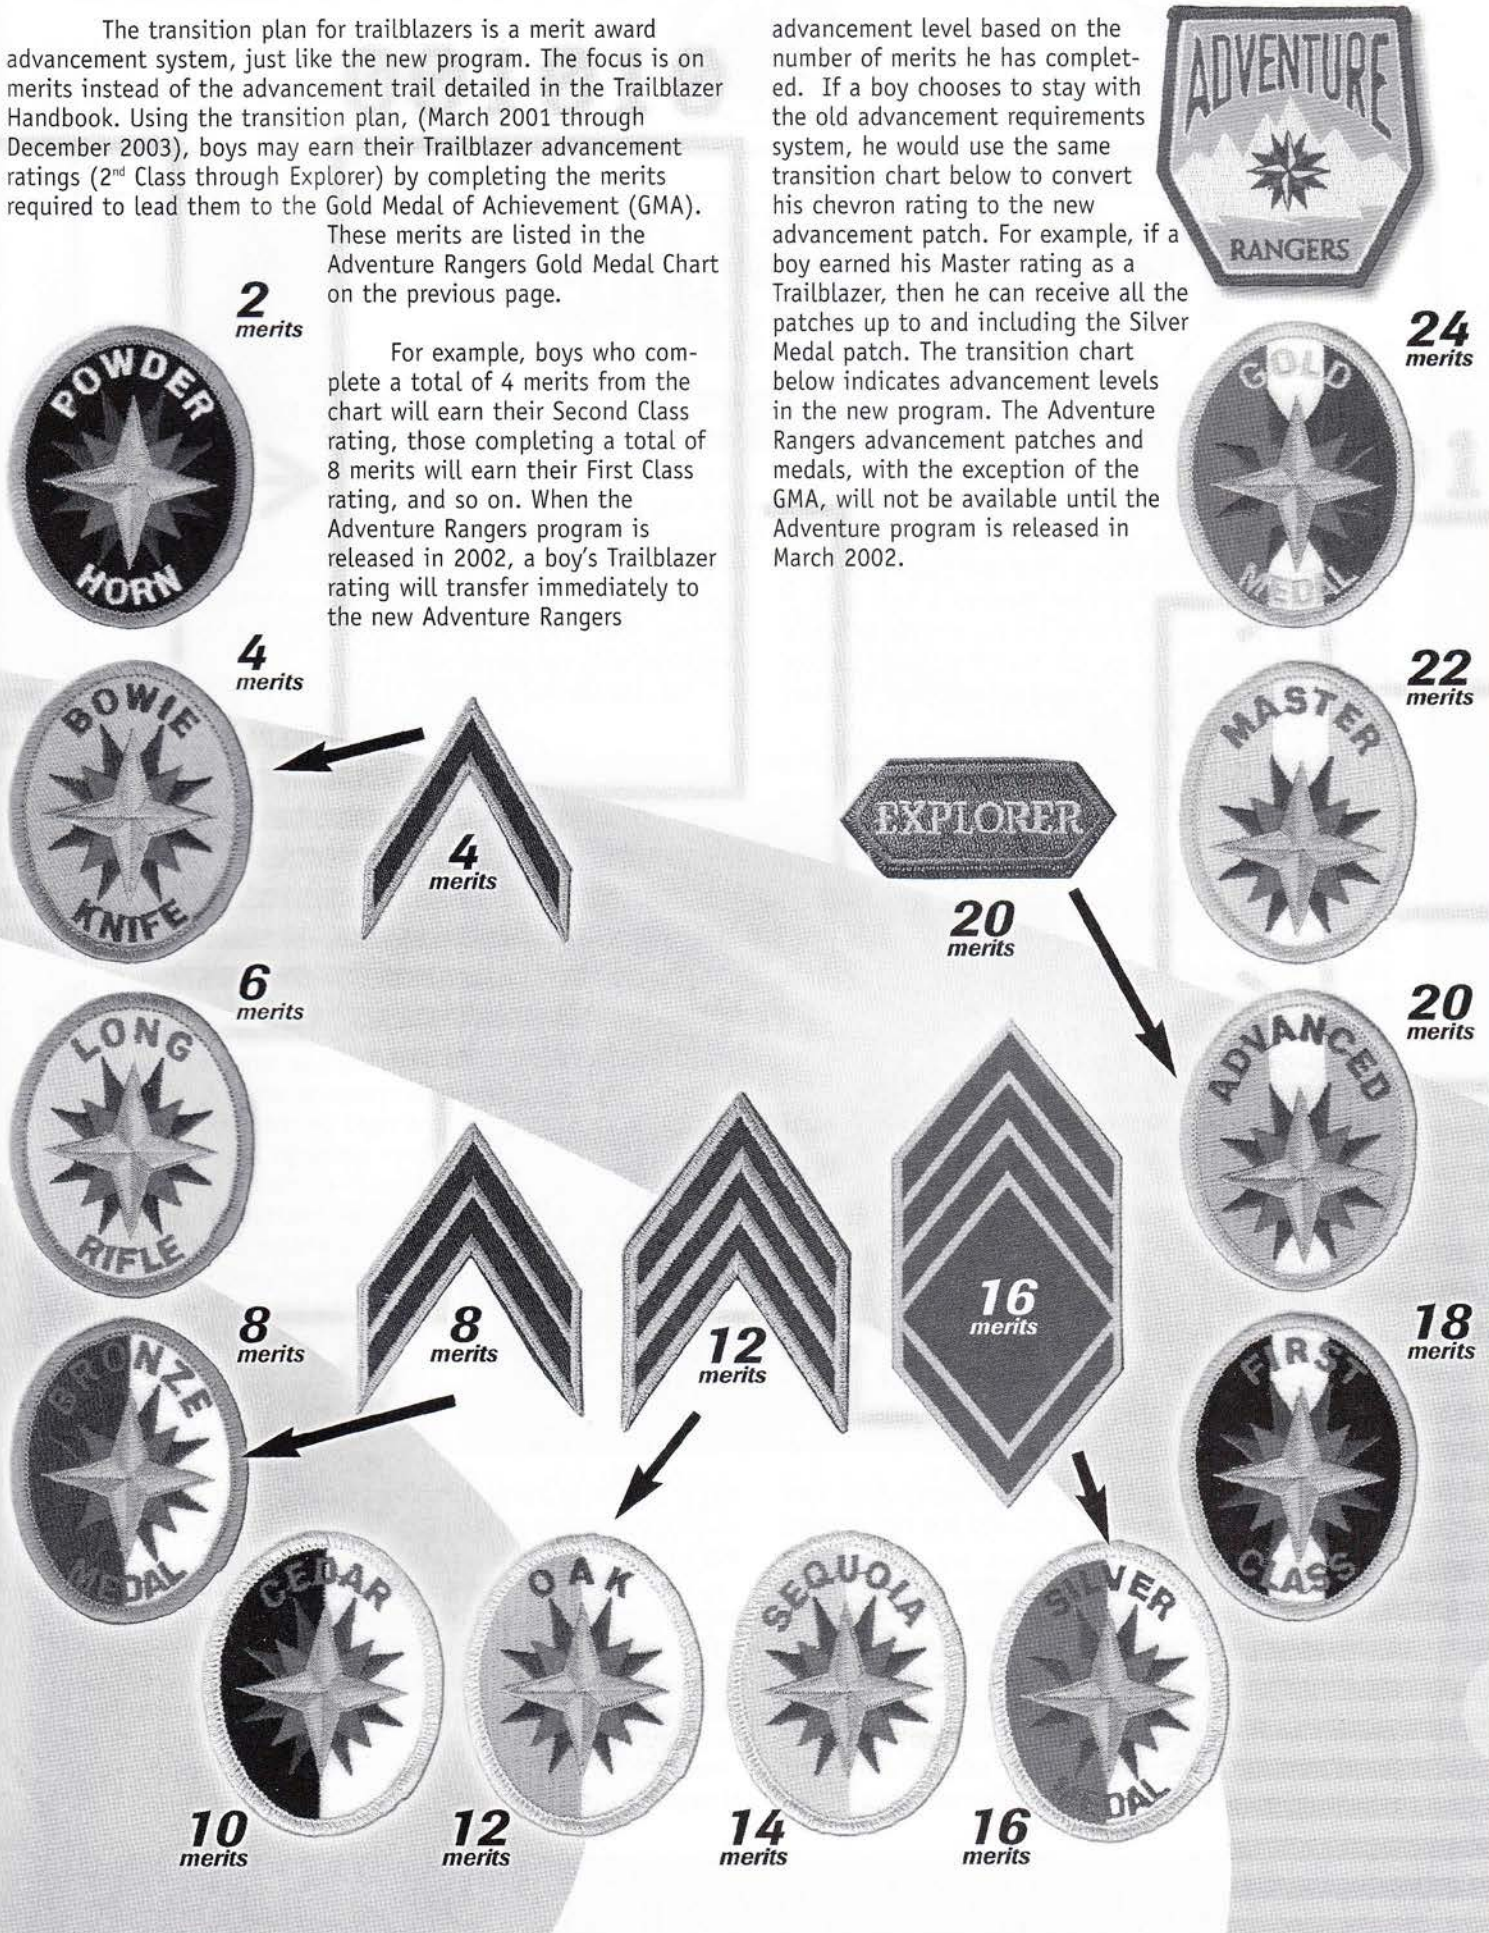 The transition plan for trailblazers is a merit award
advancement system, just like the new program. The focus is on
merits instead of the advancement trail detailed in the Trailblazer
Handbook. Using the transition plan, (March 2001 through
December 2003), boys may earn their Trailblazer advancement
ratings (2nd Class through Explorer) by completing the merits
required to lead them to the Gold Medal of Achievement (GMA).
These merits are listed in the
Adventure Rangers Gold Medal Chart
on the previous page.
For example, boys who com-
plete a total of 4 merits from the
chart will earn their Second Class
rating, those completing a total of
8 merits will earn their First Class
rating, and so on. When the
Adventure Rangers program is
released in 2002, a boy's Trailblazer
rating will transfer immediately to
the new Adventure Rangers
advancement level based on the
number of merits he has complet-
ed. If a boy chooses to stay with
the old advancement requirements
system, he would use the same
transition chart below to convert
his chevron rating to the new
advancement patch. For example, if a
boy earned his Master rating as a
Trailblazer, then he can receive all the
patches up to and including the Silver
Medal patch. The transition chart
below indicates advancement levels
in the new program. The Adventure
Rangers advancement patches and
medals, with the exception of the
GMA, will not be available until the
Adventure program is released in
March 2002.
ADVENTURE
RANGERS
2
merits
POWDER
HORN
4
merits
BOWIE
KNIFE
6
merits
LONG
RIFLE
8
merits
BRONZE
MEDAL
4
merits
8
merits
12
merits
16
merits
EXPLORER
20
merits
CEDAR
10
merits
OAK
12
merits
SEQUOIA
14
merits
SILVER
MEDAL
16
merits
24
merits
GOLD
MEDAL
22
merits
MASTER
20
merits
ADVANCED
18
merits
FIRST
CLASS